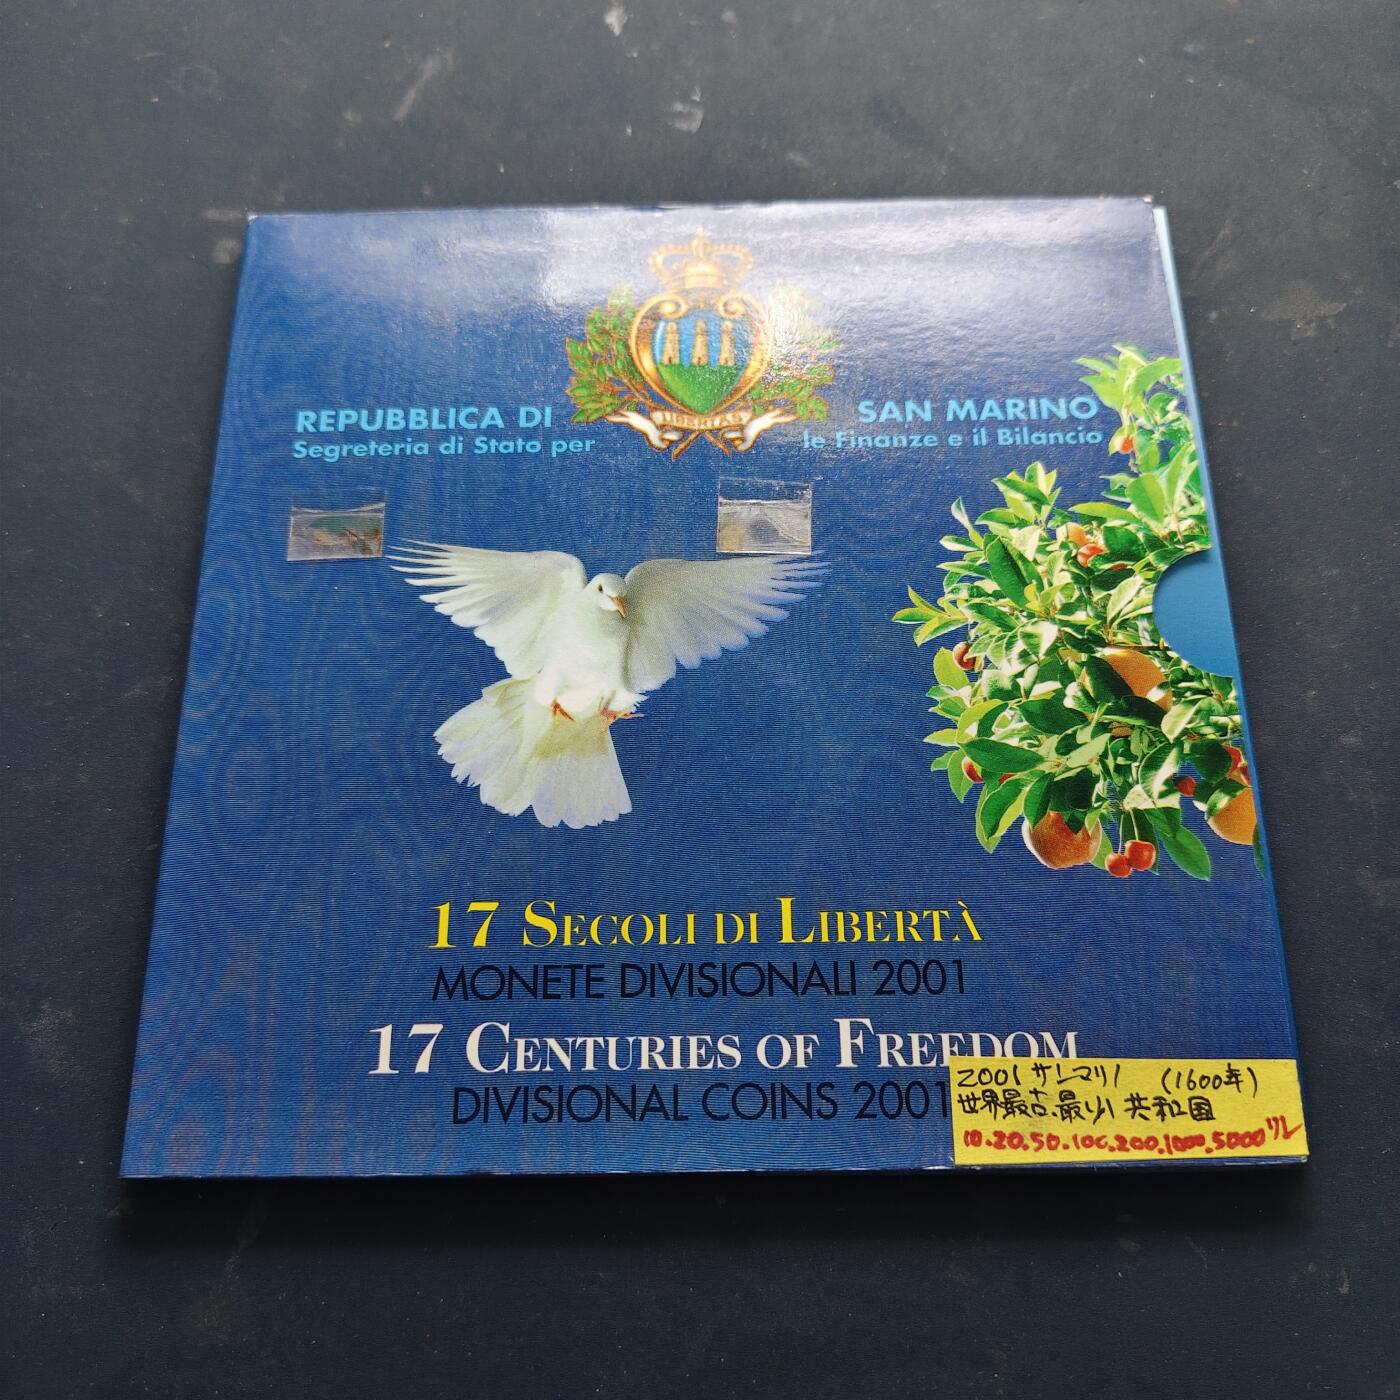 LIBERTAS
REPUBBLICA DI SAN MARINO
Segreteria di Stato per le Finanze e il Bilancio
17 SECOLI DI LIBERTÀ
MONETE DIVISIONALI 2001
17 CENTURIES OF FREEDOM
DIVISIONAL COINS 2001
2001 サンマリノ (1600年)
世界最古、最小共和国
10.20.50.100.200.1000.5000リレ